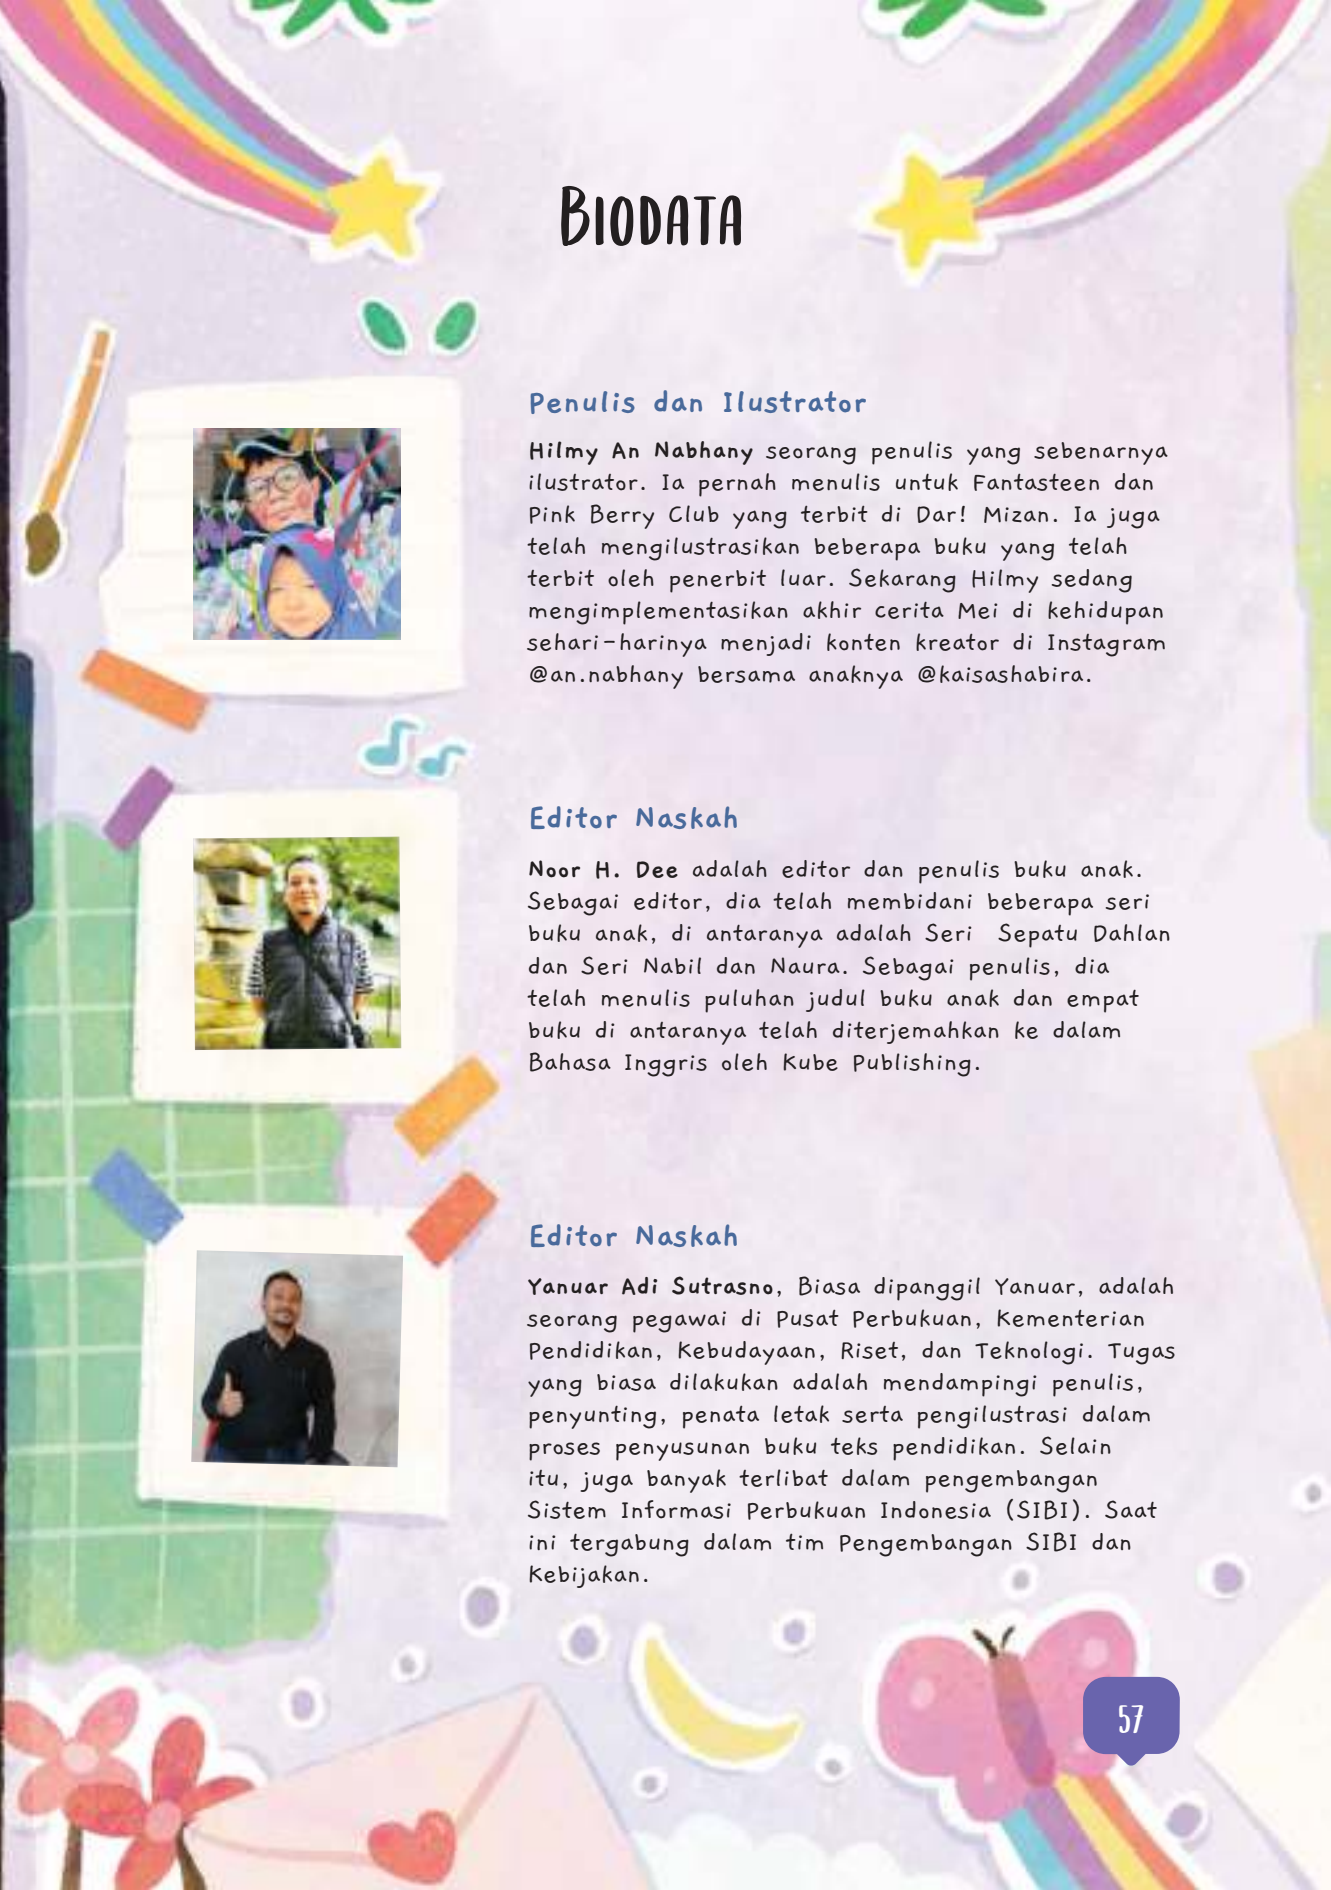 BIODATA
Penulis dan Ilustrator
Hilmy An Nabhany seorang penulis yang sebenarnya
ilustrator. Ia pernah menulis untuk Fantasteen dan
Pink Berry Club yang terbit di Dar! Mizan. Ia juga
telah mengilustrasikan beberapa buku yang telah
terbit oleh penerbit luar. Sekarang Hilmy sedang
mengimplementasikan akhir cerita Mei di kehidupan
sehari-harinya menjadi konten kreator di Instagram
@an.nabhany bersama anaknya @kaisashabira.
Editor Naskah
Noor H. Dee adalah editor dan penulis buku anak.
Sebagai editor, dia telah membidani beberapa seri
buku anak, di antaranya adalah Seri Sepatu Dahlan
dan Seri Nabil dan Naura. Sebagai penulis, dia
telah menulis puluhan judul buku anak dan empat
buku di antaranya telah diterjemahkan ke dalam
Bahasa Inggris oleh Kube Publishing.
Editor Naskah
Yanuar Adi Sutrasno, Biasa dipanggil Yanuar, adalah
seorang pegawai di Pusat Perbukuan, Kementerian
Pendidikan, Kebudayaan, Riset, dan Teknologi. Tugas
yang biasa dilakukan adalah mendampingi penulis,
penyunting, penata letak serta pengilustrasi dalam
proses penyusunan buku teks pendidikan. Selain
itu, juga banyak terlibat dalam pengembangan
Sistem Informasi Perbukuan Indonesia (SIBI). Saat
ini tergabung dalam tim Pengembangan SIBI dan
Kebijakan.
57